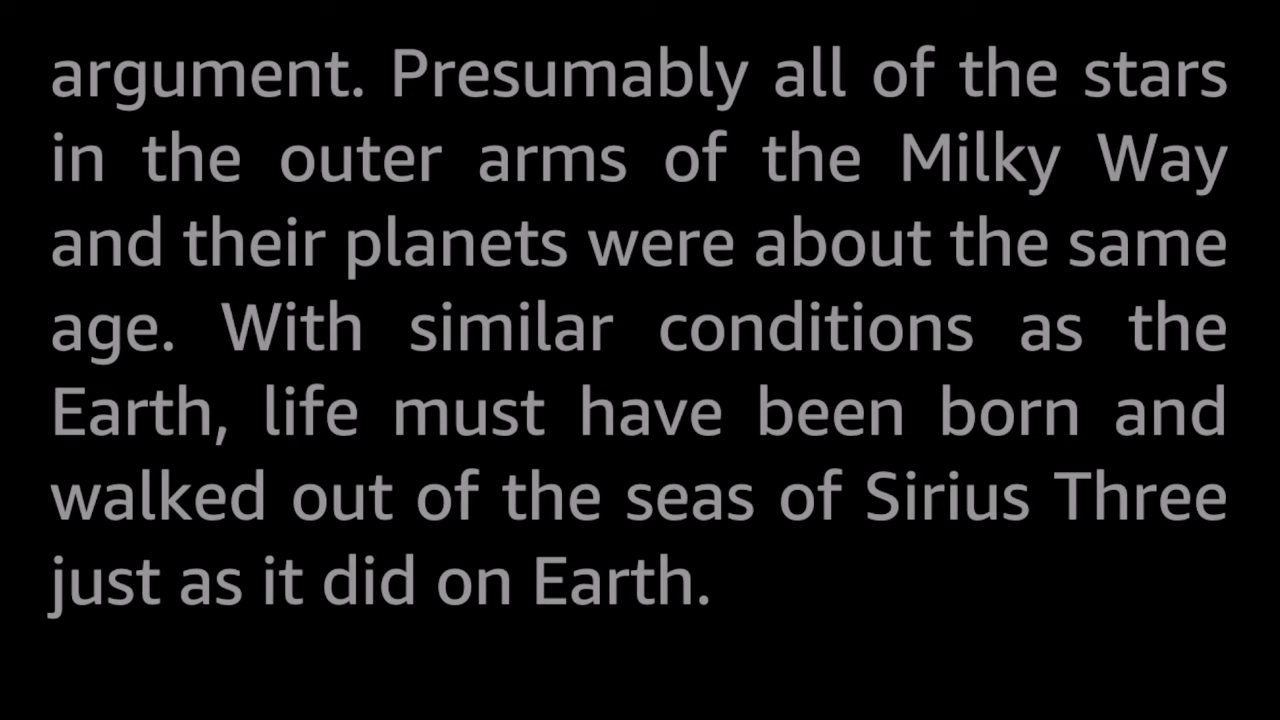 argument. Presumably all of the stars
in the outer arms of the Milky Way
and their planets were about the same
age. With similar conditions as the
Earth, life must have been born and
walked out of the seas of Sirius Three
just as it did on Earth.